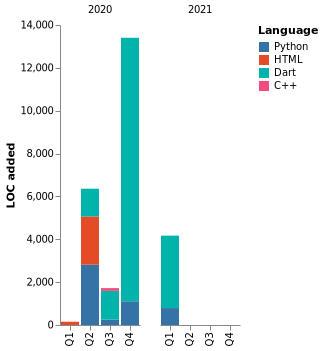 2020
2021
Language
Python
HTML
Dart
C++
LOC added
14,000
12,000
10,000
8,000
6,000
4,000
2,000
0
Q1
Q2
Q3
Q4
Q1
Q2
Q3
Q4